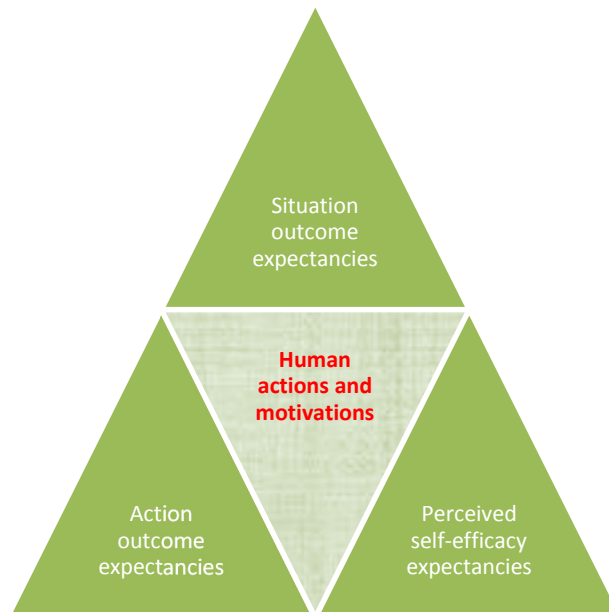 Situation
outcome
expectancies
Human
actions and
motivations
Action
outcome
expectancies
Perceived
self-efficacy
expectancies